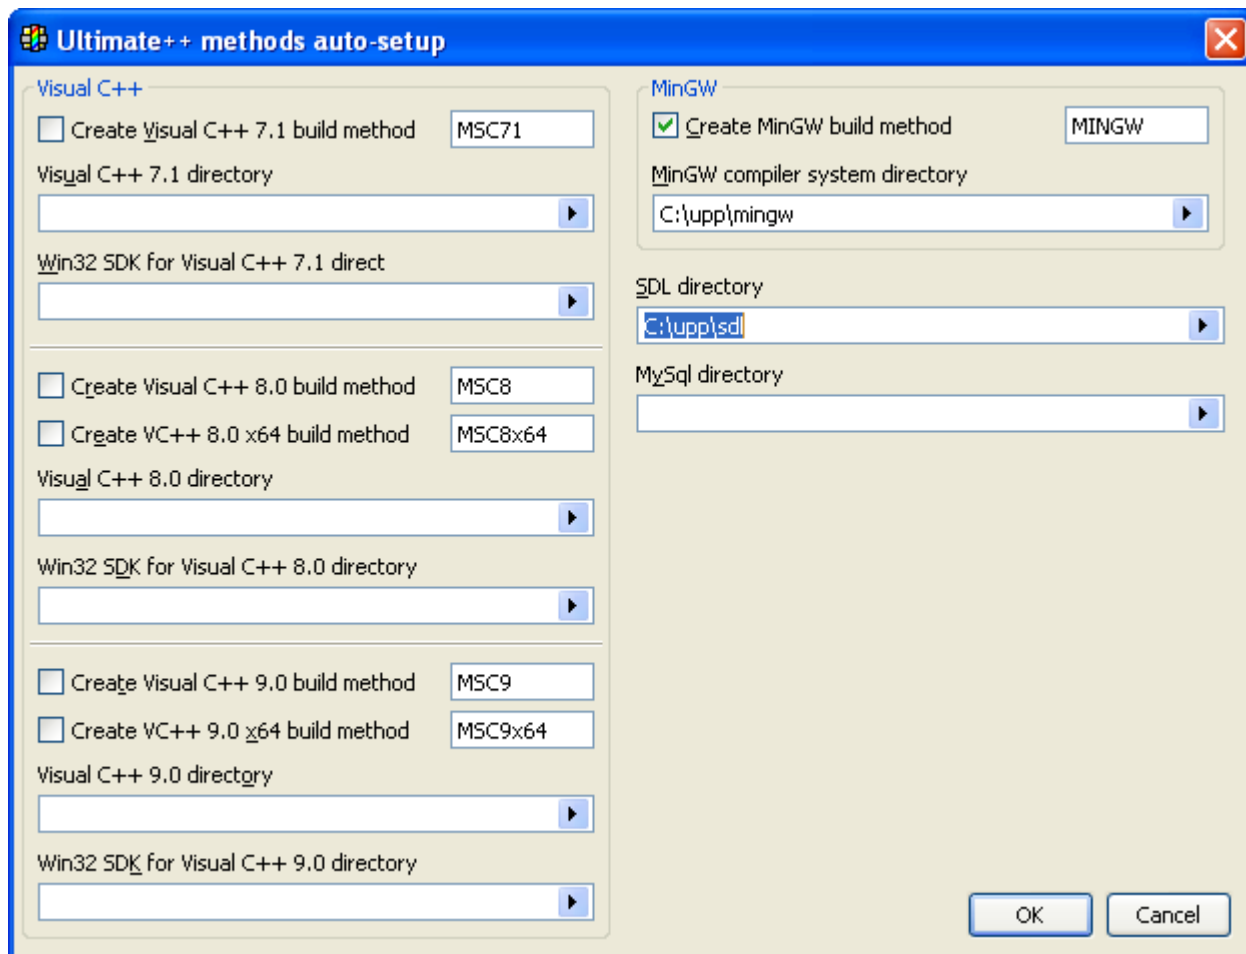 Ultimate++ methods auto-setup
Visual C++
Create Visual C++ 7.1 build method MSC71
Visual C++ 7.1 directory
Win32 SDK for Visual C++ 7.1 direct
Create Visual C++ 8.0 build method MSC8
Create VC++ 8.0 x64 build method MSC8x64
Visual C++ 8.0 directory
Win32 SDK for Visual C++ 8.0 directory
Create Visual C++ 9.0 build method MSC9
Create VC++ 9.0 x64 build method MSC9x64
Visual C++ 9.0 directory
Win32 SDK for Visual C++ 9.0 directory
MinGW
Create MinGW build method MINGW
MinGW compiler system directory
C:\upp\mingw
SDL directory
C:\upp\sdl
MySql directory
OK Cancel